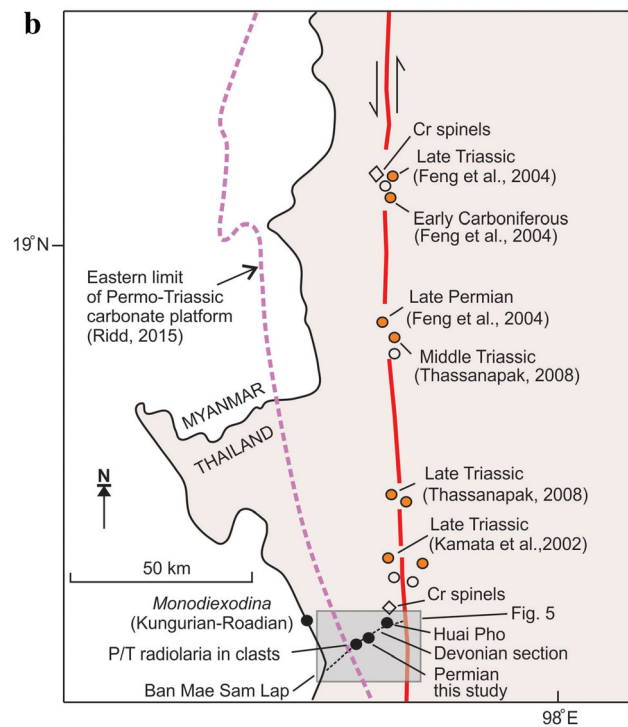 b
Cr spinels
Late Triassic
(Feng et al., 2004)
Early Carboniferous
(Feng et al., 2004)
19°N
Eastern limit
of Permo-Triassic
carbonate platform
(Ridd, 2015)
Late Permian
(Feng et al., 2004)
Middle Triassic
(Thassanapak, 2008)
MYANMAR
THAILAND
N
Late Triassic
(Thassanapak, 2008)
Late Triassic
(Kamata et al.,2002)
50 km
Cr spinels
Monodiexodina
(Kungurian-Roadian)
Fig. 5
Huai Pho
P/T radiolaria in clasts
Devonian section
Permian
this study
Ban Mae Sam Lap
98°E